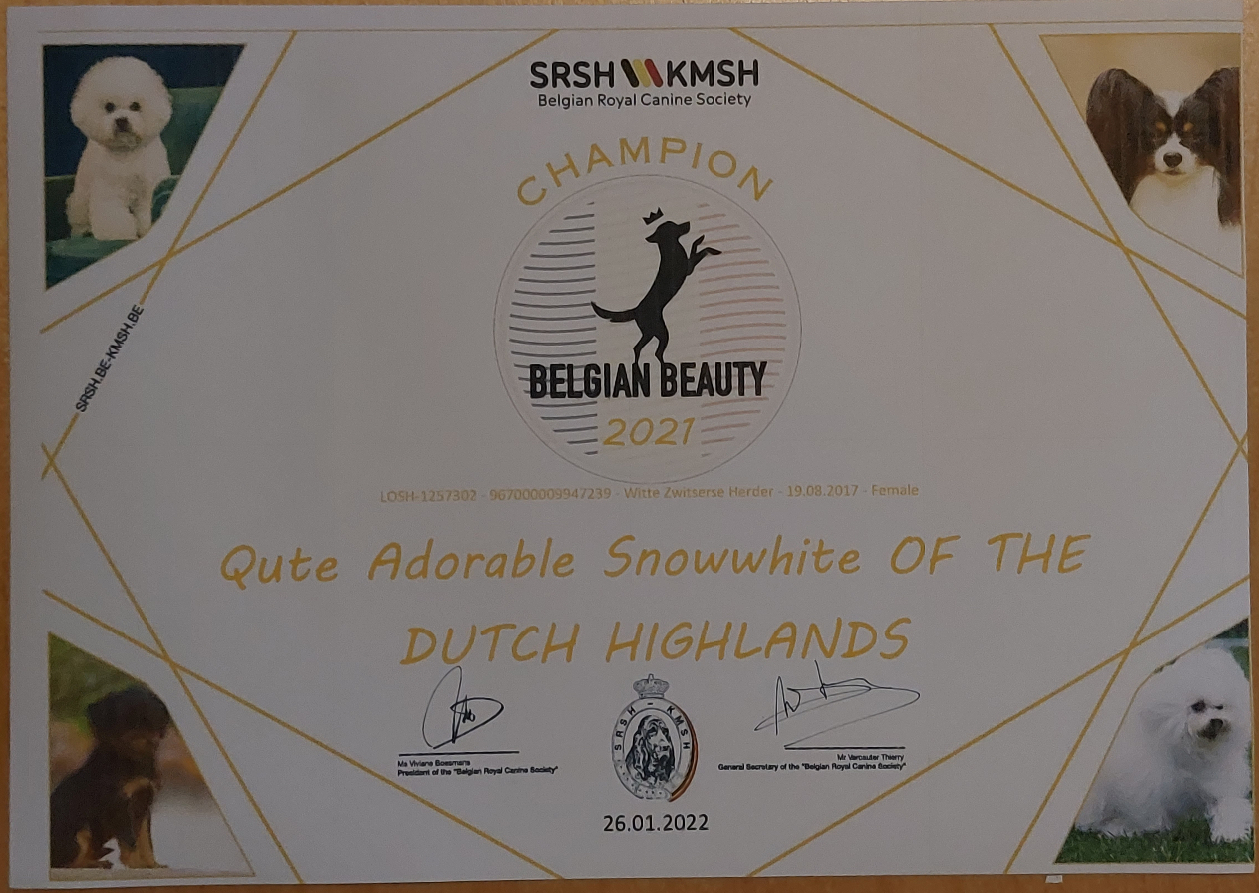 SRSH KMSH
Belgian Royal Canine Society
CHAMPION
BELGIAN BEAUTY
2021
SRSH.BE-KMSH.BE
LOSH-1257302 - 967000009947239 - Witte Zwitserse Herder - 19.08.2017 - Female
Qute Adorable Snowwhite OF THE
DUTCH HIGHLANDS
Ms Viviane Bosmans
President of the "Belgian Royal Canine Society"
SRSH - KMSH
Mr Vercauter Thierry
General Secretary of the "Belgian Royal Canine Society"
26.01.2022